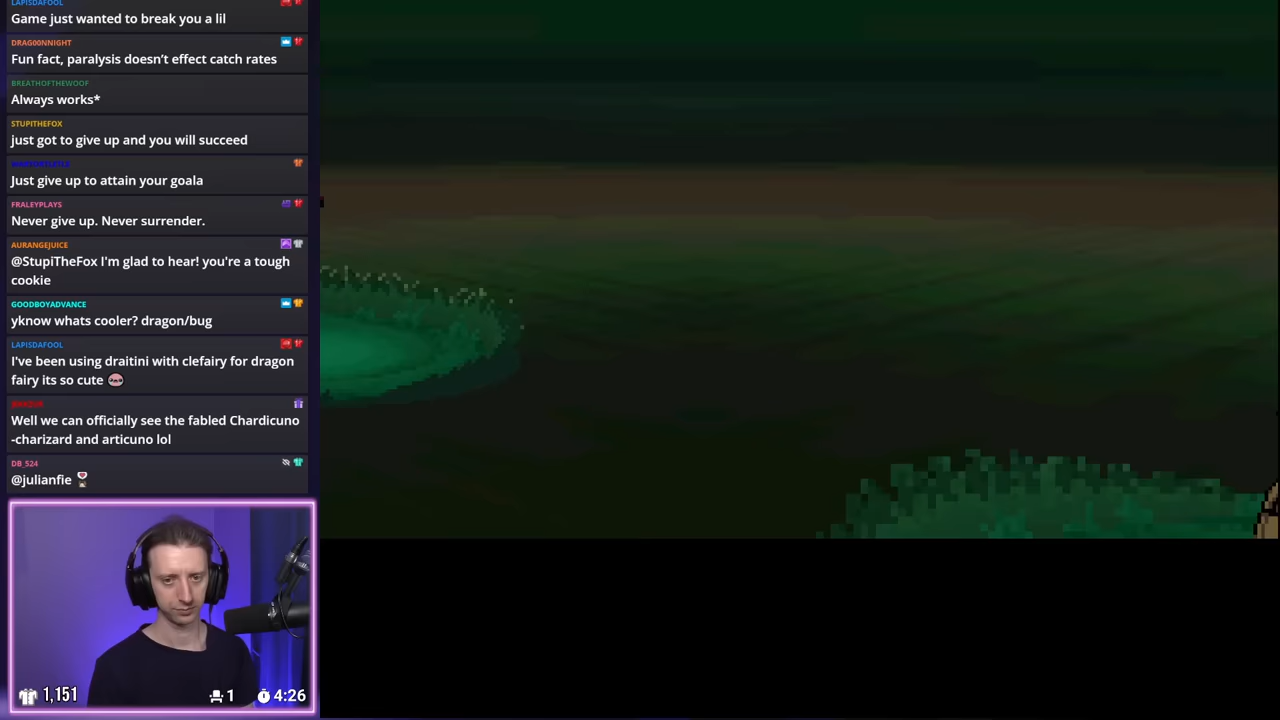 LAPISDAFOOL
Game just wanted to break you a lil
DRAG00NNIGHT
Fun fact, paralysis doesn’t effect catch rates
BREATHOFTHEWOOF
Always works*
STUPITHEFOX
just got to give up and you will succeed
Just give up to attain your goala
FRALEYPLAYS
Never give up. Never surrender.
AURANGEJUICE
@StupiTheFox I'm glad to hear! you're a tough
cookie
GOODBOYADVANCE
yknow whats cooler? dragon/bug
LAPISDAFOOL
I've been using draitini with clefairy for dragon
fairy its so cute
Well we can officially see the fabled Chardicuno
-charizard and articuno lol
DB_524
@julianfie
1,151
1
4:26